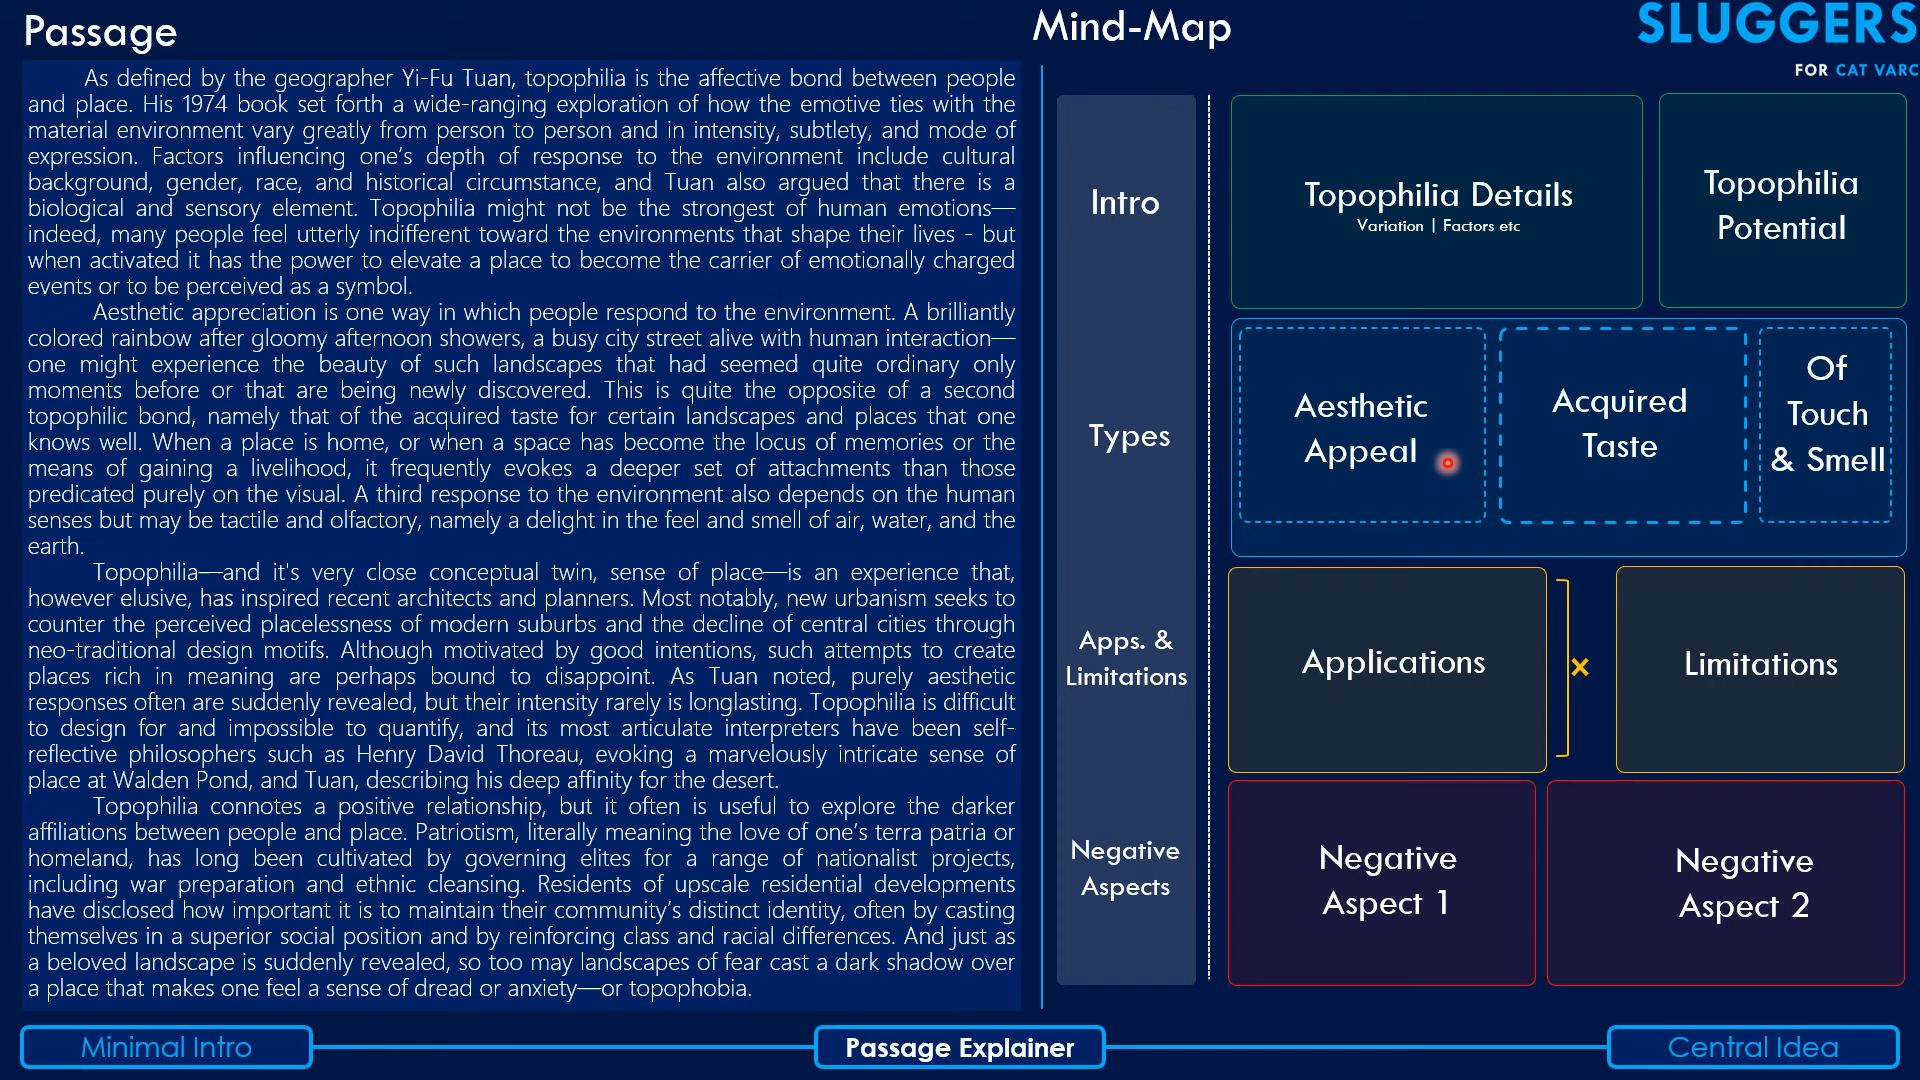 Passage
As defined by the geographer Yi-Fu Tuan, topophilia is the affective bond between people
and place. His 1974 book set forth a wide-ranging exploration of how the emotive ties with the
material environment vary greatly from person to person and in intensity, subtlety, and mode of
expression. Factors influencing one's depth of response to the environment include cultural
background, gender, race, and historical circumstance, and Tuan also argued that there is a
biological and sensory element. Topophilia might not be the strongest of human emotions—
indeed, many people feel utterly indifferent toward the environments that shape their lives - but
when activated it has the power to elevate a place to become the carrier of emotionally charged
events or to be perceived as a symbol.
Aesthetic appreciation is one way in which people respond to the environment. A brilliantly
colored rainbow after gloomy afternoon showers, a busy city street alive with human interaction—
one might experience the beauty of such landscapes that had seemed quite ordinary only
moments before or that are being newly discovered. This is quite the opposite of a second
topophilic bond, namely that of the acquired taste for certain landscapes and places that one
knows well. When a place is home, or when a space has become the locus of memories or the
means of gaining a livelihood, it frequently evokes a deeper set of attachments than those
predicated purely on the visual. A third response to the environment also depends on the human
senses but may be tactile and olfactory, namely a delight in the feel and smell of air, water, and the
earth.
Topophilia—and it's very close conceptual twin, sense of place—is an experience that,
however elusive, has inspired recent architects and planners. Most notably, new urbanism seeks to
counter the perceived placelessness of modern suburbs and the decline of central cities through
neo-traditional design motifs. Although motivated by good intentions, such attempts to create
places rich in meaning are perhaps bound to disappoint. As Tuan noted, purely aesthetic
responses often are suddenly revealed, but their intensity rarely is longlasting. Topophilia is difficult
to design for and impossible to quantify, and its most articulate interpreters have been self-
reflective philosophers such as Henry David Thoreau, evoking a marvelously intricate sense of
place at Walden Pond, and Tuan, describing his deep affinity for the desert.
Topophilia connotes a positive relationship, but it often is useful to explore the darker
affiliations between people and place. Patriotism, literally meaning the love of one's terra patria or
homeland, has long been cultivated by governing elites for a range of nationalist projects,
including war preparation and ethnic cleansing. Residents of upscale residential developments
have disclosed how important it is to maintain their community's distinct identity, often by casting
themselves in a superior social position and by reinforcing class and racial differences. And just as
a beloved landscape is suddenly revealed, so too may landscapes of fear cast a dark shadow over
a place that makes one feel a sense of dread or anxiety—or topophobia.
Mind-Map
SLUGGERS
FOR CAT VARC
Intro
Topophilia Details
Variation | Factors etc
Topophilia
Potential
Types
Aesthetic
Appeal
Acquired
Taste
Of
Touch
& Smell
Apps. &
Limitations
Applications
×
Limitations
Negative
Aspects
Negative
Aspect 1
Negative
Aspect 2
Minimal Intro
Passage Explainer
Central Idea